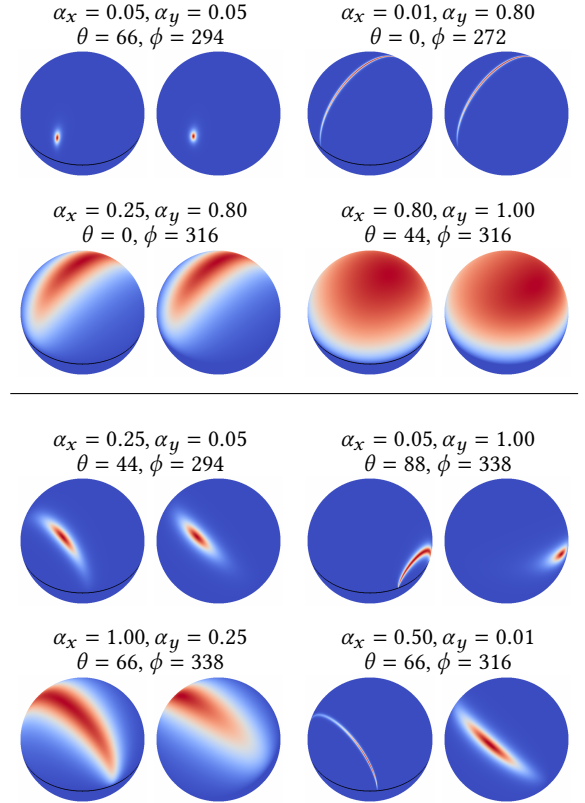 αx = 0.05, αy = 0.05
θ = 66, ϕ = 294
αx = 0.01, αy = 0.80
θ = 0, ϕ = 272
αx = 0.25, αy = 0.80
θ = 0, ϕ = 316
αx = 0.80, αy = 1.00
θ = 44, ϕ = 316
αx = 0.25, αy = 0.05
θ = 44, ϕ = 294
αx = 0.05, αy = 1.00
θ = 88, ϕ = 338
αx = 1.00, αy = 0.25
θ = 66, ϕ = 338
αx = 0.50, αy = 0.01
θ = 66, ϕ = 316